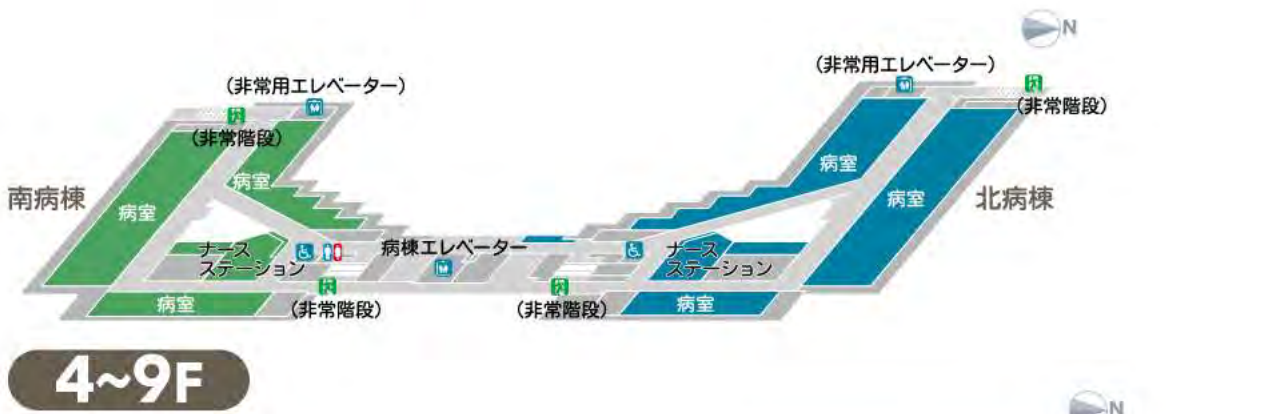 N
(非常用エレベーター)
(非常用エレベーター)
(非常階段)
(非常階段)
病室
病室
南病棟
病室
病室
北病棟
ナース
ステーション
病棟エレベーター
ナース
ステーション
病室
(非常階段)
(非常階段)
病室
4~9F
N